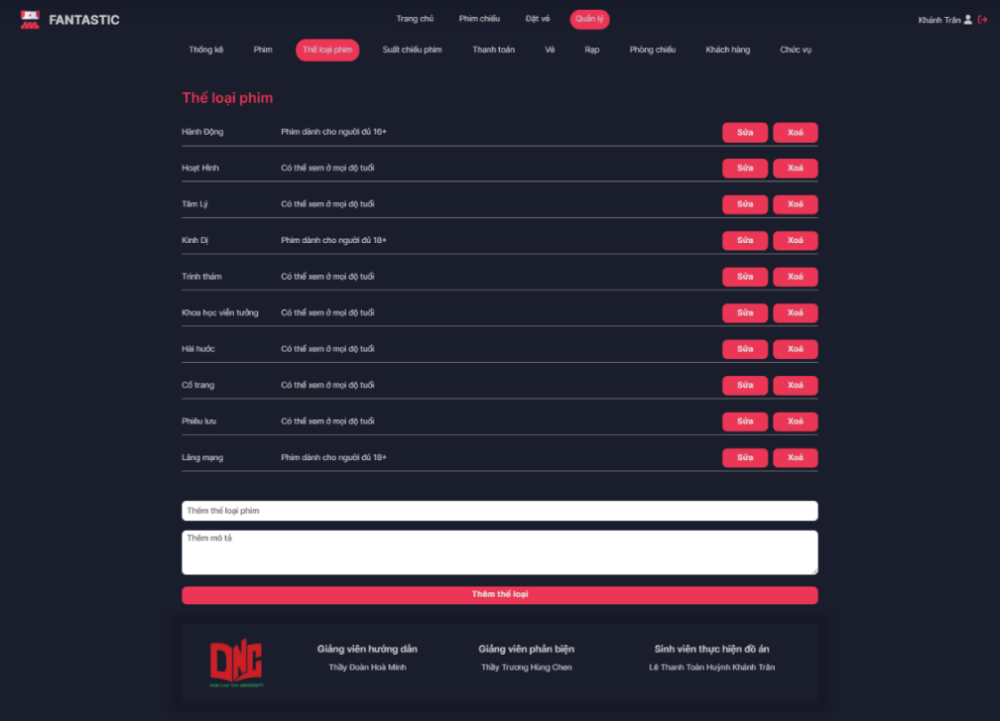 FANTASTIC
Trang chủ Phim chiếu Đặt vé Quản lý
Khánh Trân
Thống kê Phim Thể loại phim Suất chiếu phim Thanh toán Vé Rạp Phòng chiếu Khách hàng Chức vụ
Thể loại phim
Hành Động Phim dành cho người đủ 16+ Sửa Xoá
Hoạt Hình Có thể xem ở mọi độ tuổi Sửa Xoá
Tâm Lý Có thể xem ở mọi độ tuổi Sửa Xoá
Kinh Dị Phim dành cho người đủ 18+ Sửa Xoá
Trinh thám Có thể xem ở mọi độ tuổi Sửa Xoá
Khoa học viễn tưởng Có thể xem ở mọi độ tuổi Sửa Xoá
Hài hước Có thể xem ở mọi độ tuổi Sửa Xoá
Cổ trang Có thể xem ở mọi độ tuổi Sửa Xoá
Phiêu lưu Có thể xem ở mọi độ tuổi Sửa Xoá
Lãng mạng Phim dành cho người đủ 18+ Sửa Xoá
Thêm thể loại phim
Thêm mô tả
Thêm thể loại
DNC
NAM CAN THO UNIVERSITY
Giảng viên hướng dẫn Giảng viên phản biện Sinh viên thực hiện đồ án
Thầy Đoàn Hoà Minh Thầy Trương Hùng Chen Lê Thanh Toàn Huỳnh Khánh Trân